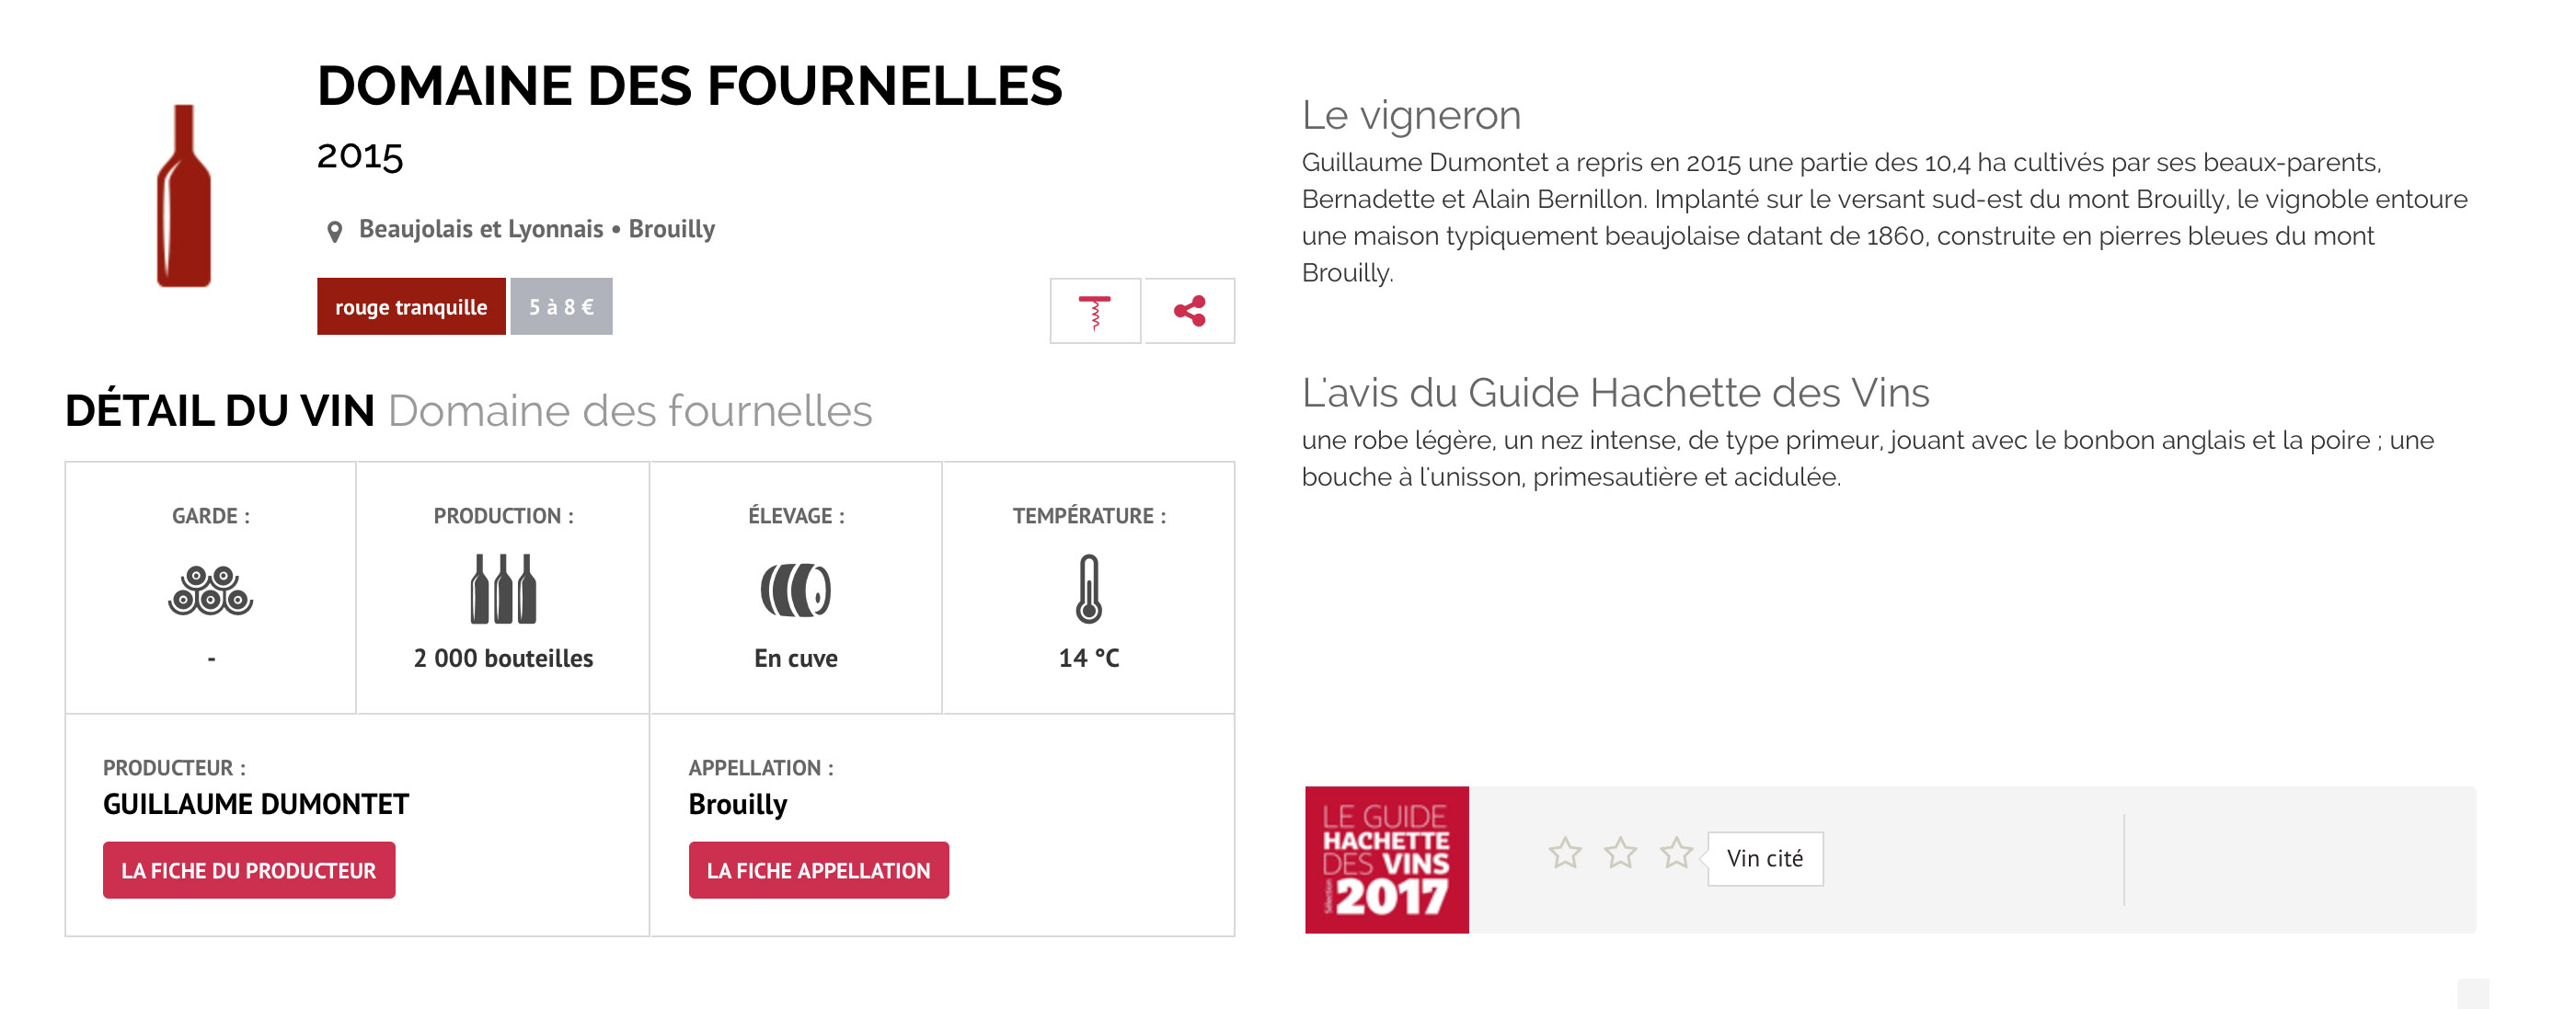 DOMAINE DES FOURNELLES
2015
Beaujolais et Lyonnais • Brouilly
rouge tranquille 5 à 8 €
DÉTAIL DU VIN Domaine des fournelles
GARDE : PRODUCTION : ÉLEVAGE : TEMPÉRATURE :
- 2 000 bouteilles En cuve 14 °C
PRODUCTEUR :
GUILLAUME DUMONTET
LA FICHE DU PRODUCTEUR
APPELLATION :
Brouilly
LA FICHE APPELLATION
Le vigneron
Guillaume Dumontet a repris en 2015 une partie des 10,4 ha cultivés par ses beaux-parents,
Bernadette et Alain Bernillon. Implanté sur le versant sud-est du mont Brouilly, le vignoble entoure
une maison typiquement beaujolaise datant de 1860, construite en pierres bleues du mont
Brouilly.
L'avis du Guide Hachette des Vins
une robe légère, un nez intense, de type primeur, jouant avec le bonbon anglais et la poire ; une
bouche à l'unisson, primesautière et acidulée.
LE GUIDE
HACHETTE
DES VINS
Sélection 2017
Vin cité